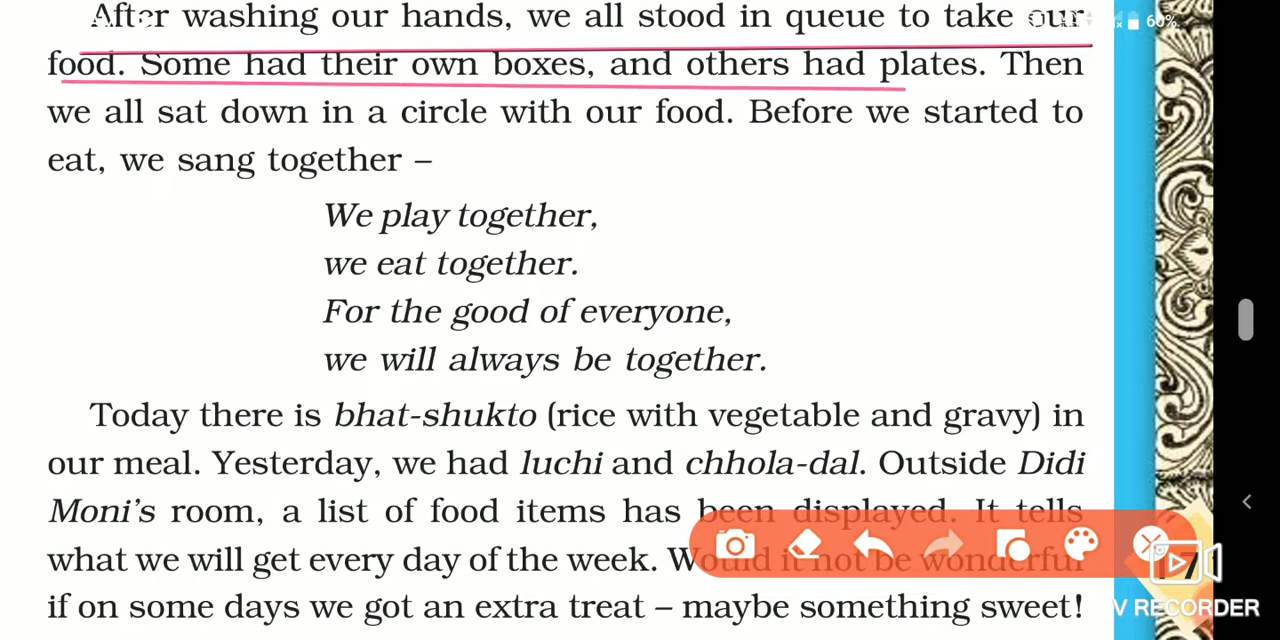 After washing our hands, we all stood in queue to take our
60%
food. Some had their own boxes, and others had plates. Then
we all sat down in a circle with our food. Before we started to
eat, we sang together –
We play together,
we eat together.
For the good of everyone,
we will always be together.
Today there is bhat-shukto (rice with vegetable and gravy) in
our meal. Yesterday, we had luchi and chhola-dal. Outside Didi
Moni's room, a list of food items has been displayed. It tells
what we will get every day of the week. Would it not be wonderful
if on some days we got an extra treat – maybe something sweet!
V RECORDER